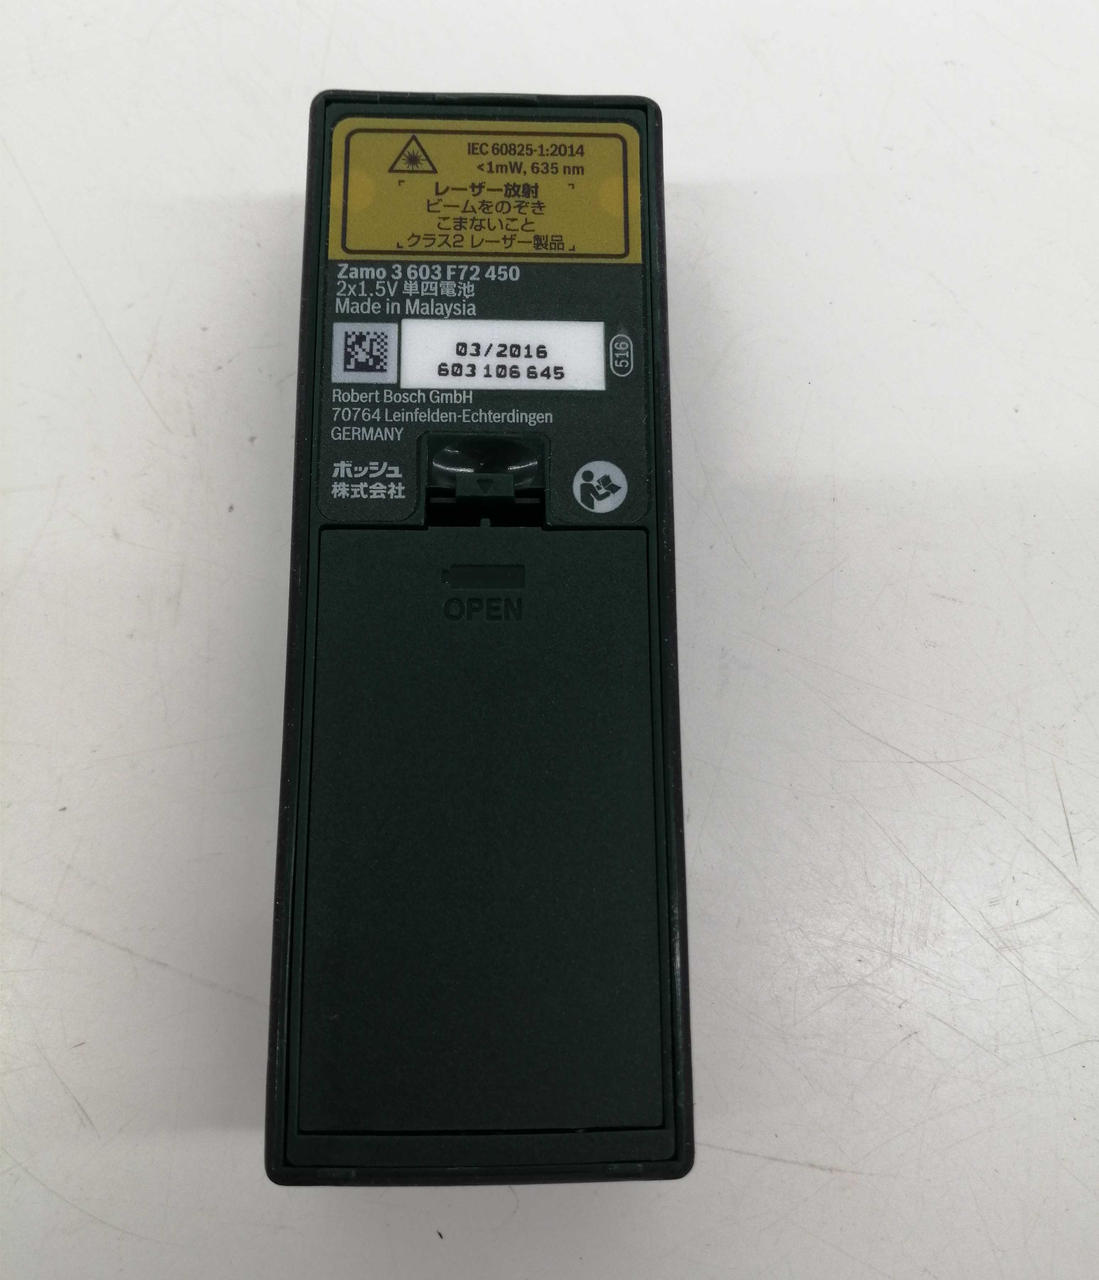 IEC 60825-1:2014
<1mW, 635 nm
「レーザー放射」
ビームをのぞき
こまないこと
「クラス2 レーザー製品」
Zamo 3 603 F72 450
2x1.5V 単四電池
Made in Malaysia
03/2016
603 106 645
516
Robert Bosch GmbH
70764 Leinfelden-Echterdingen
GERMANY
ボッシュ
株式会社
OPEN